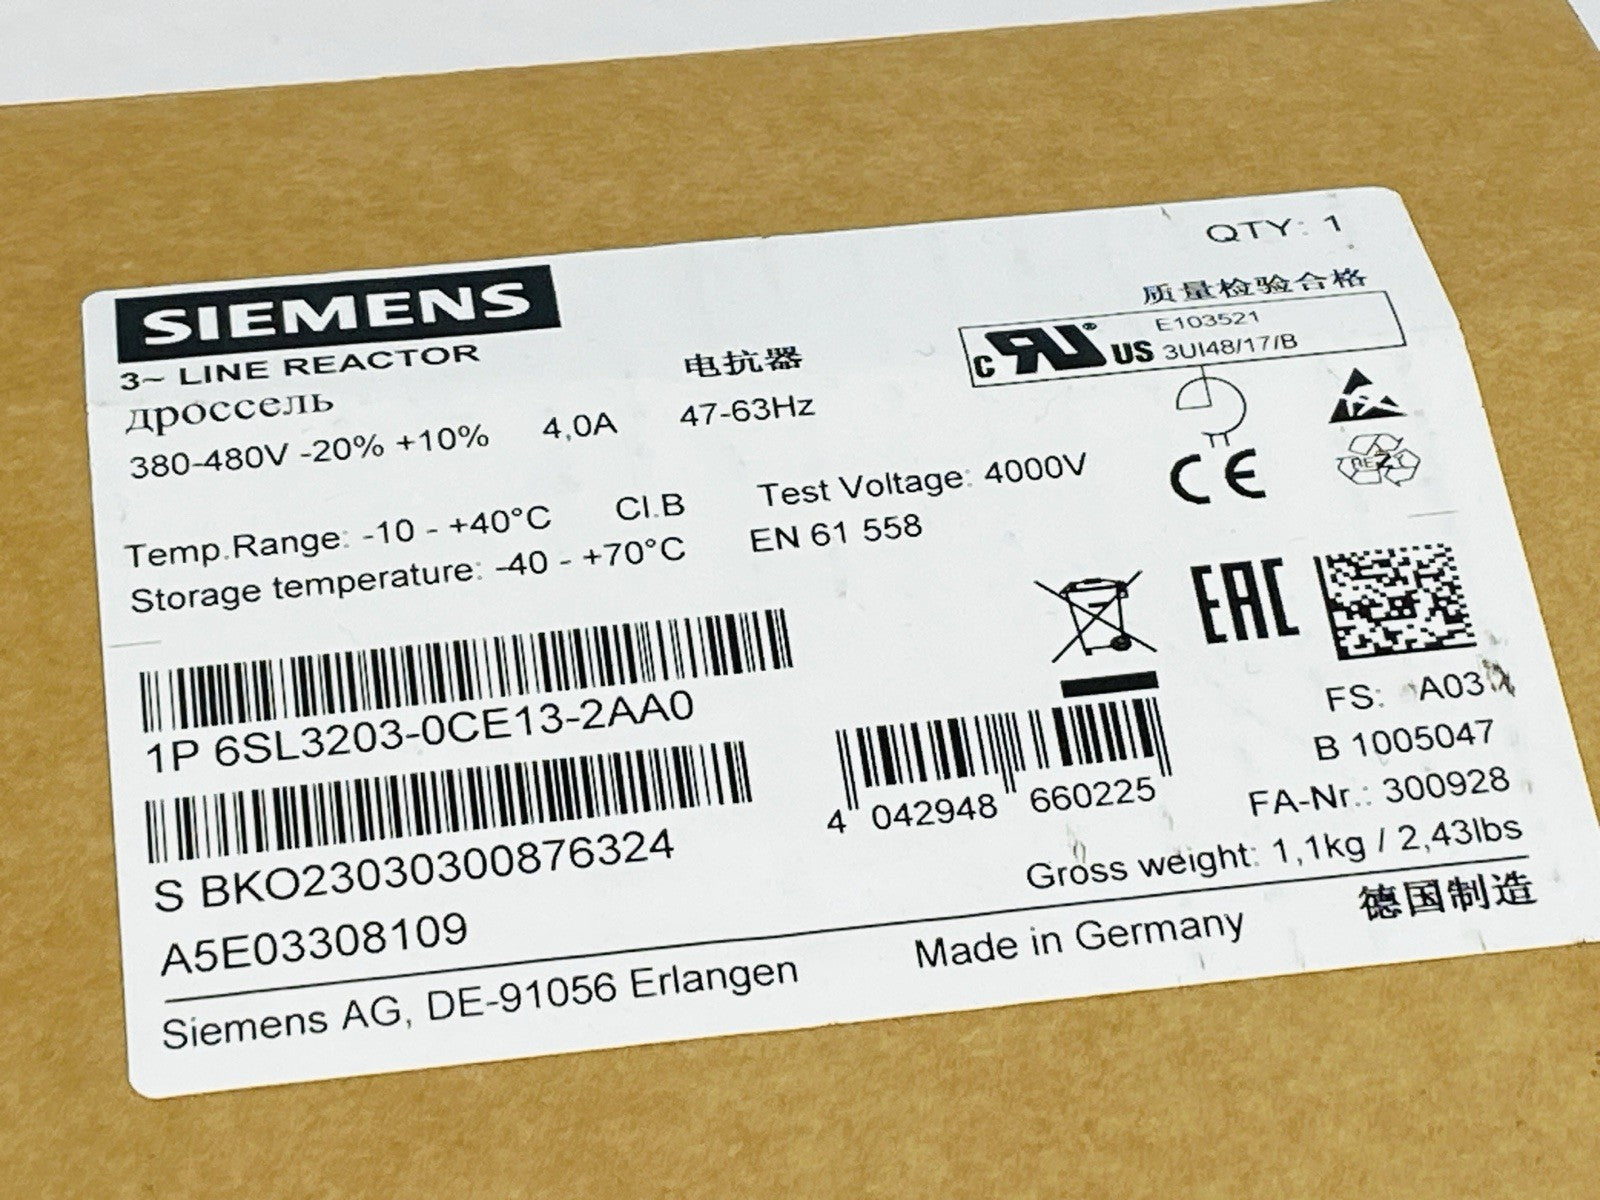 QTY: 1
SIEMENS
质量检验合格
3~ LINE REACTOR
电抗器
E103521
C RU® US 3UI48/17/B
дроссель
380-480V -20% +10% 4,0A 47-63Hz
CE
Temp.Range: -10 - +40°C Cl.B Test Voltage: 4000V
Storage temperature: -40 - +70°C EN 61 558
EAC
1P 6SL3203-0CE13-2AA0
FS: A03
B 1005047
S BKO23030300876324
4 042948 660225
FA-Nr.: 300928
A5E03308109
Gross weight: 1,1kg / 2,43lbs
Siemens AG, DE-91056 Erlangen Made in Germany 德国制造